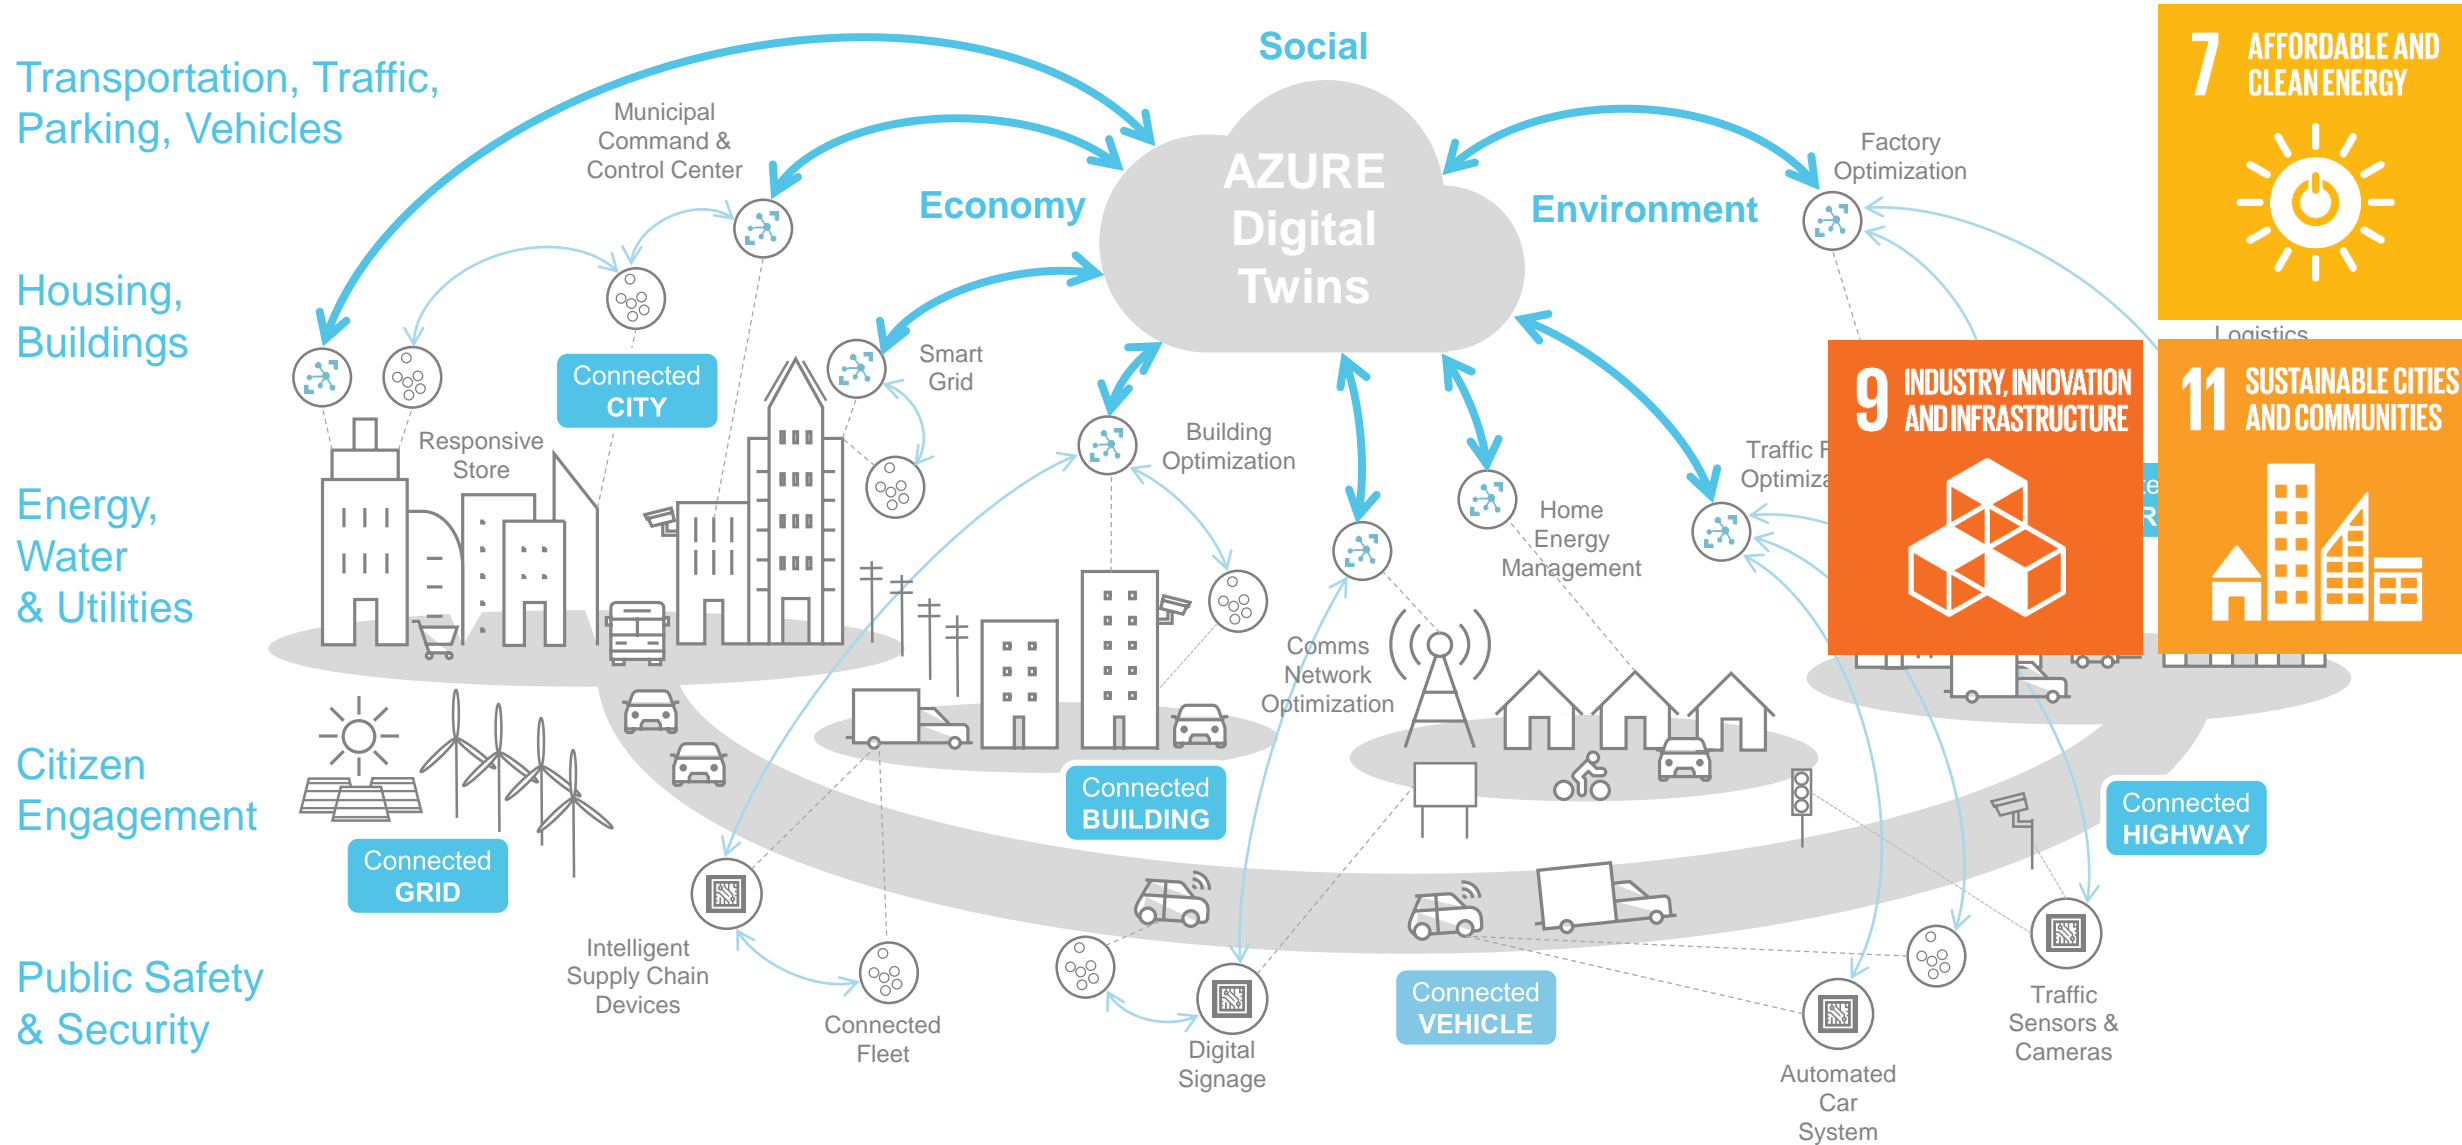 Transportation, Traffic,
Parking, Vehicles
Housing,
Buildings
Energy,
Water
& Utilities
Citizen
Engagement
Public Safety
& Security
Social
Economy
Environment
AZURE
Digital
Twins
Municipal
Command &
Control Center
Connected
CITY
Responsive
Store
Smart
Grid
Building
Optimization
Comms
Network
Optimization
Home
Energy
Management
Traffic
Factory
Optimization
Logistics
7 AFFORDABLE AND
CLEAN ENERGY
9 INDUSTRY, INNOVATION
AND INFRASTRUCTURE
11 SUSTAINABLE CITIES
AND COMMUNITIES
Connected
GRID
Connected
BUILDING
Connected
HIGHWAY
Connected
VEHICLE
Intelligent
Supply Chain
Devices
Connected
Fleet
Digital
Signage
Automated
Car
System
Traffic
Sensors &
Cameras